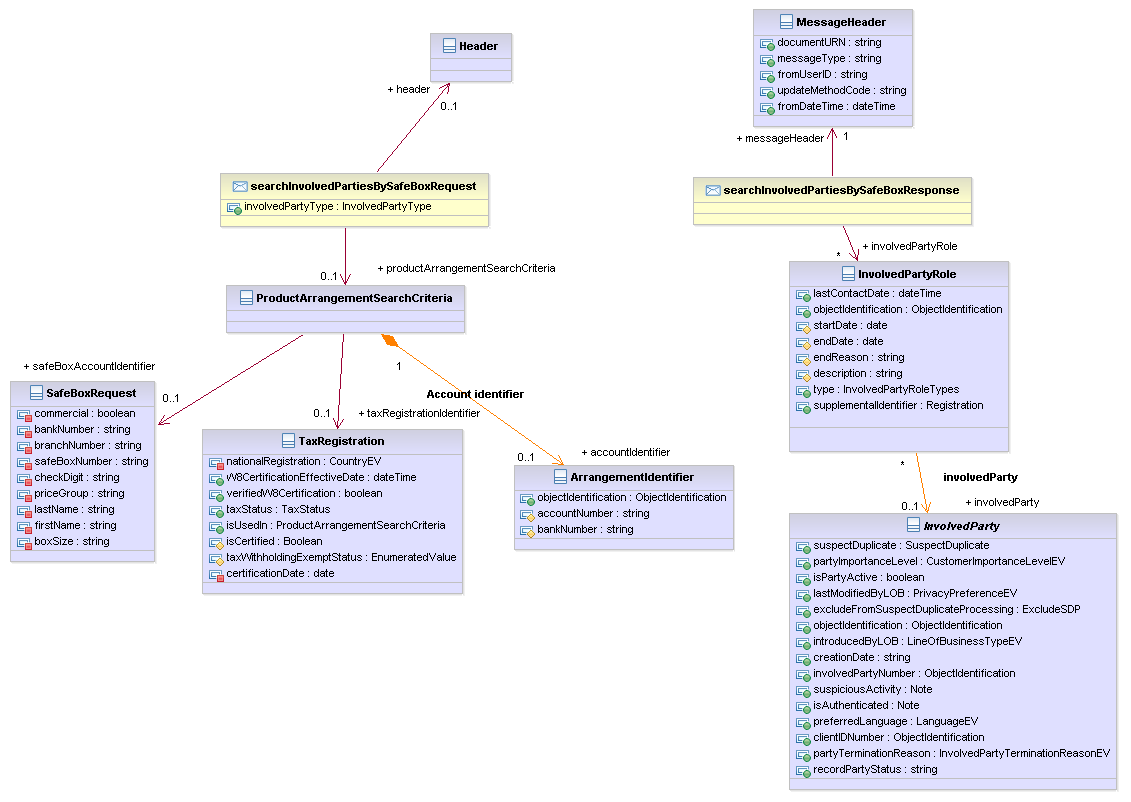 Header
+ header
0..1
searchInvolvedPartiesBySafeBoxRequest
involvedPartyType : InvolvedPartyType
0..1
+ productArrangementSearchCriteria
ProductArrangementSearchCriteria
+ safeBoxAccountIdentifier
0..1
SafeBoxRequest
commercial : boolean
bankNumber : string
branchNumber : string
safeBoxNumber : string
checkDigit : string
priceGroup : string
lastName : string
firstName : string
boxSize : string
0..1
+ taxRegistrationIdentifier
TaxRegistration
nationalRegistration : CountryEV
W8CertificationEffectiveDate : dateTime
verifiedW8Certification : boolean
taxStatus : TaxStatus
isUsedIn : ProductArrangementSearchCriteria
isCertified : Boolean
taxWithholdingExemptStatus : EnumeratedValue
certificationDate : date
1
Account identifier
0..1
+ accountIdentifier
ArrangementIdentifier
objectIdentification : ObjectIdentification
accountNumber : string
bankNumber : string
MessageHeader
documentURN : string
messageType : string
fromUserID : string
updateMethodCode : string
fromDateTime : dateTime
+ messageHeader
1
searchInvolvedPartiesBySafeBoxResponse
+ involvedPartyRole
*
InvolvedPartyRole
lastContactDate : dateTime
objectIdentification : ObjectIdentification
startDate : date
endDate : date
endReason : string
description : string
type : InvolvedPartyRoleTypes
supplementalIdentifier : Registration
*
involvedParty
0..1
+ involvedParty
InvolvedParty
suspectDuplicate : SuspectDuplicate
partyImportanceLevel : CustomerImportanceLevelEV
isPartyActive : boolean
lastModifiedByLOB : PrivacyPreferenceEV
excludeFromSuspectDuplicateProcessing : ExcludeSDP
objectIdentification : ObjectIdentification
introducedByLOB : LineOfBusinessTypeEV
creationDate : string
involvedPartyNumber : ObjectIdentification
suspiciousActivity : Note
isAuthenticated : Note
preferredLanguage : LanguageEV
clientIDNumber : ObjectIdentification
partyTerminationReason : InvolvedPartyTerminationReasonEV
recordPartyStatus : string